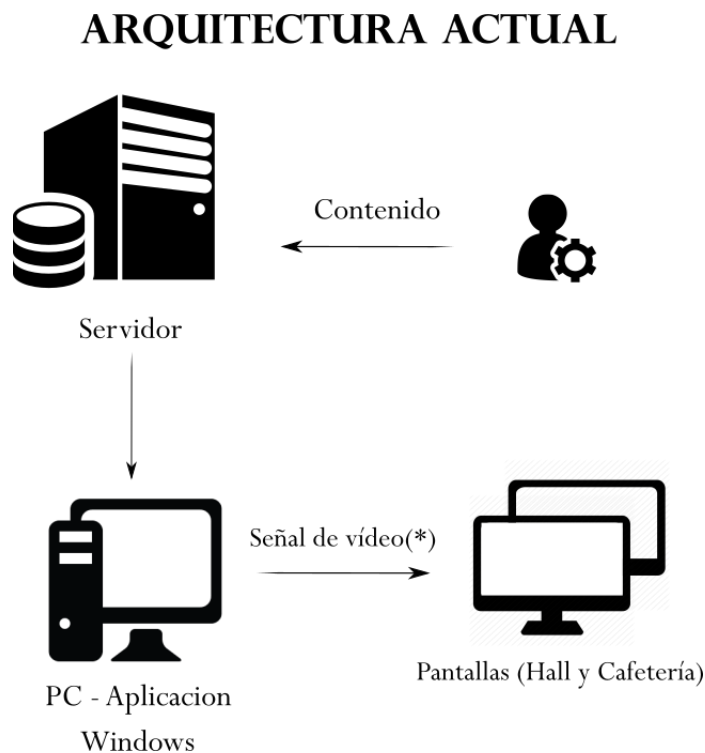 ARQUITECTURA ACTUAL
Contenido
Servidor
Señal de vídeo(*)
Pantallas (Hall y Cafetería)
PC - Aplicacion
Windows